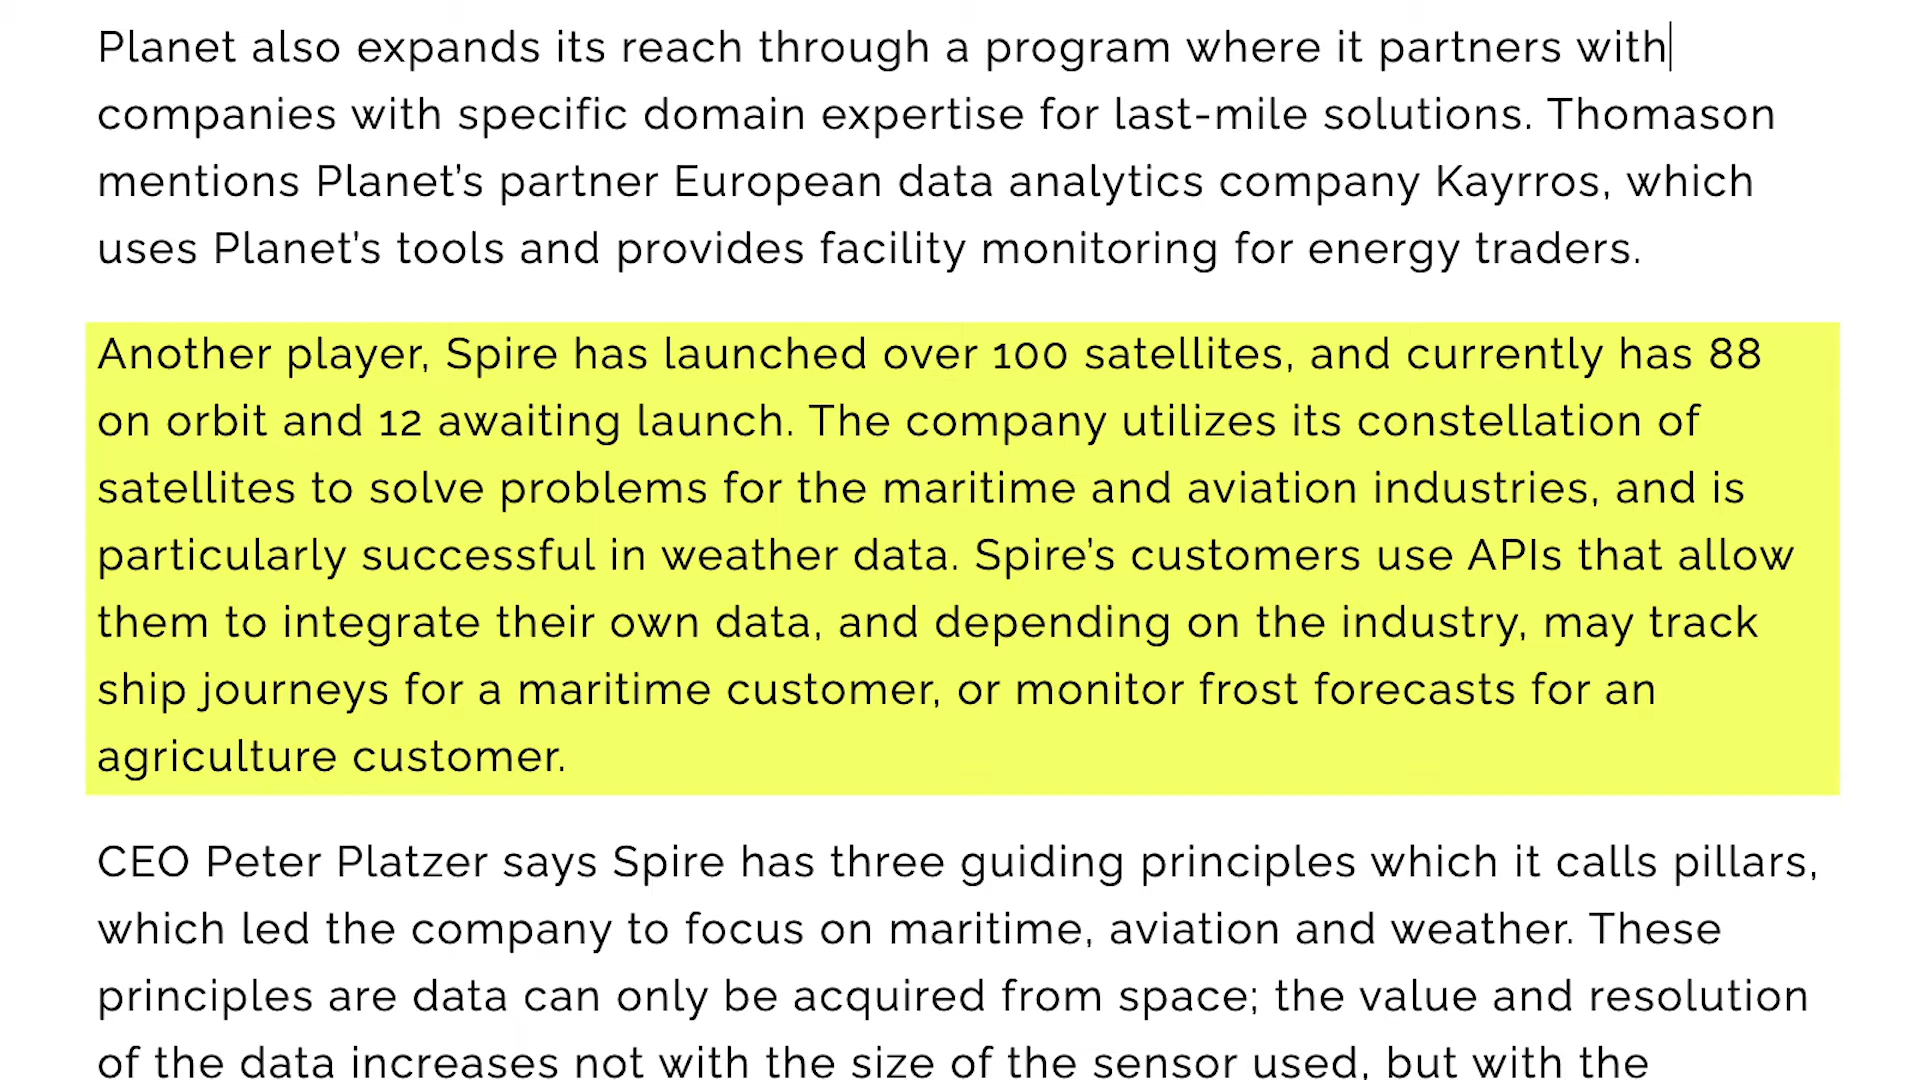 Planet also expands its reach through a program where it partners with
companies with specific domain expertise for last-mile solutions. Thomason
mentions Planet’s partner European data analytics company Kayrros, which
uses Planet’s tools and provides facility monitoring for energy traders.
Another player, Spire has launched over 100 satellites, and currently has 88
on orbit and 12 awaiting launch. The company utilizes its constellation of
satellites to solve problems for the maritime and aviation industries, and is
particularly successful in weather data. Spire’s customers use APIs that allow
them to integrate their own data, and depending on the industry, may track
ship journeys for a maritime customer, or monitor frost forecasts for an
agriculture customer.
CEO Peter Platzer says Spire has three guiding principles which it calls pillars,
which led the company to focus on maritime, aviation and weather. These
principles are data can only be acquired from space; the value and resolution
of the data increases not with the size of the sensor used, but with the